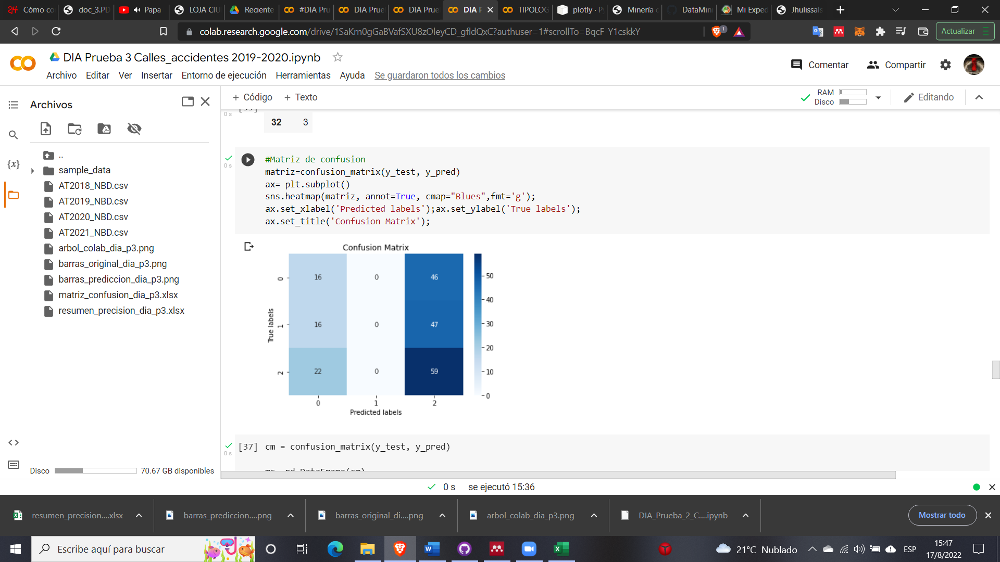 Cómo co
doc_3.PD
Papa
LOJA CIU
Reciente
#DIA Pru
DIA Prue
DIA Prue
DIA P
TIPOLOG
plotly · P
Minería d
DataMini
Mi Exped
Jhulissals
colab.research.google.com/drive/1SaKrn0gGaBVafSXU8zOleyCD_gfldQxC?authuser=1#scrollTo=BqcF-Y1cskkY
1
Actualizar
DIA Prueba 3 Calles_accidentes 2019-2020.ipynb
Comentar
Compartir
Archivo Editar Ver Insertar Entorno de ejecución Herramientas Ayuda Se guardaron todos los cambios
Archivos
+ Código + Texto
RAM
Disco
Editando
..
sample_data
AT2018_NBD.csv
AT2019_NBD.csv
AT2020_NBD.csv
AT2021_NBD.csv
arbol_colab_dia_p3.png
barras_original_dia_p3.png
barras_prediccion_dia_p3.png
matriz_confusion_dia_p3.xlsx
resumen_precision_dia_p3.xlsx
{x}
Disco 70.67 GB disponibles
0 s
32 3
0 s
#Matriz de confusion
matriz=confusion_matrix(y_test, y_pred)
ax= plt.subplot()
sns.heatmap(matriz, annot=True, cmap="Blues",fmt='g');
ax.set_xlabel('Predicted labels');ax.set_ylabel('True labels');
ax.set_title('Confusion Matrix');
Confusion Matrix
True labels
0 16 0 46
1 16 0 47
2 22 0 59
0 1 2
Predicted labels
50
40
30
20
10
0
0 s
[37] cm = confusion_matrix(y_test, y_pred)
0 s se ejecutó 15:36
resumen_precision....xlsx
barras_prediccion....png
barras_original_di....png
arbol_colab_dia_p3.png
DIA_Prueba_2_C....ipynb
Mostrar todo
Escribe aquí para buscar
21°C Nublado
ESP
15:47
17/8/2022